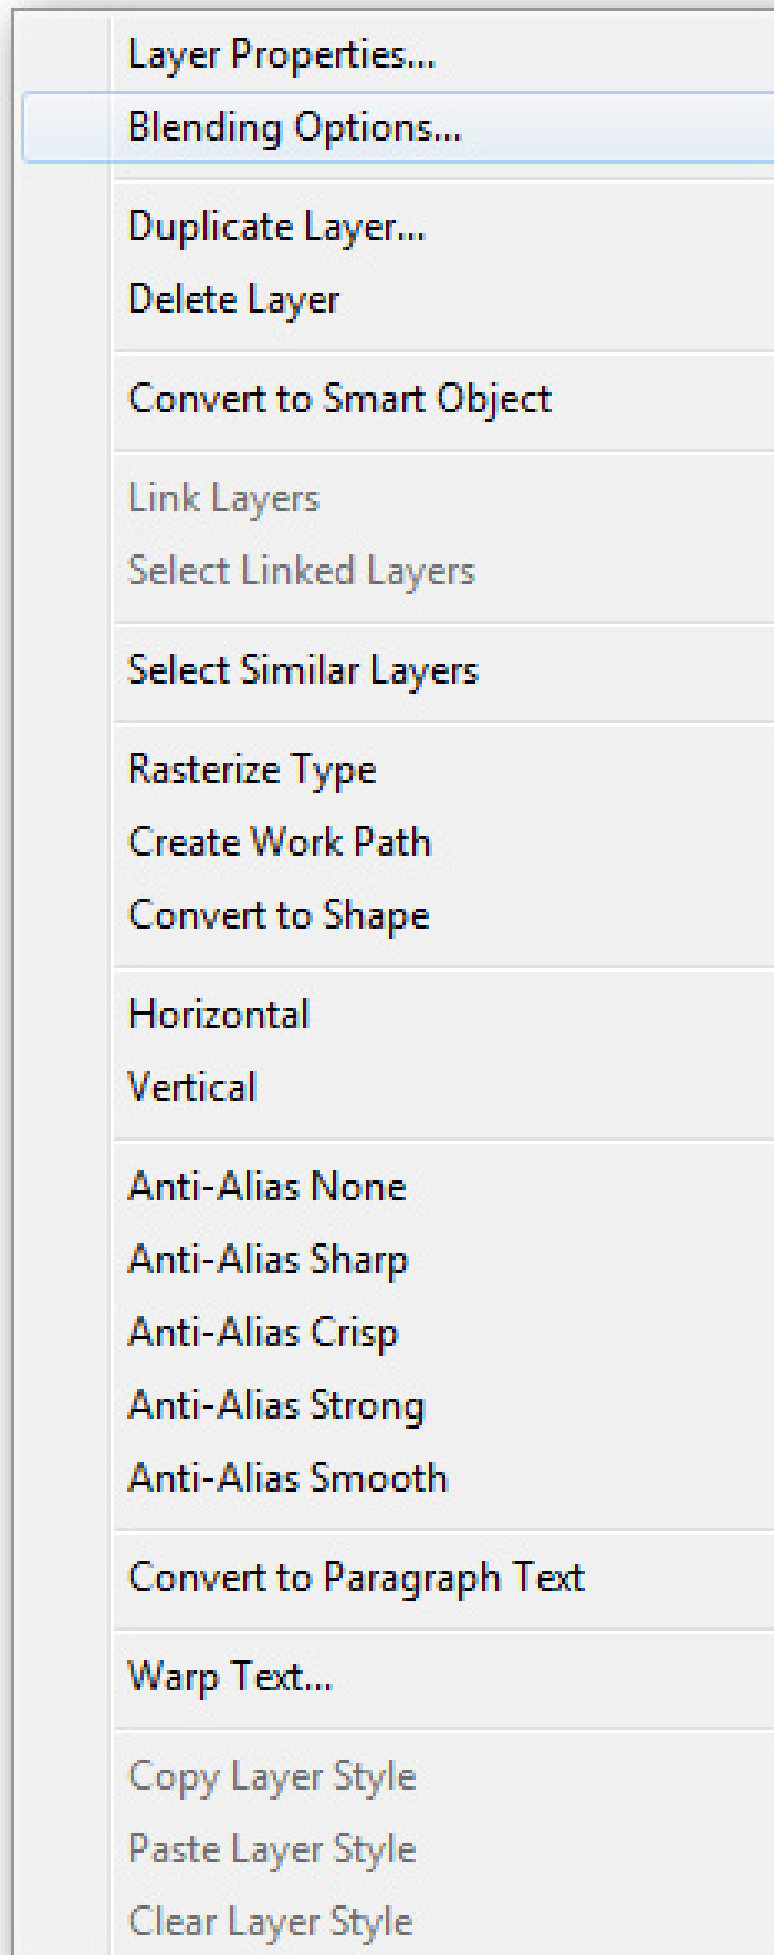 Layer Properties...
Blending Options...
Duplicate Layer...
Delete Layer
Convert to Smart Object
Link Layers
Select Linked Layers
Select Similar Layers
Rasterize Type
Create Work Path
Convert to Shape
Horizontal
Vertical
Anti-Alias None
Anti-Alias Sharp
Anti-Alias Crisp
Anti-Alias Strong
Anti-Alias Smooth
Convert to Paragraph Text
Warp Text...
Copy Layer Style
Paste Layer Style
Clear Layer Style